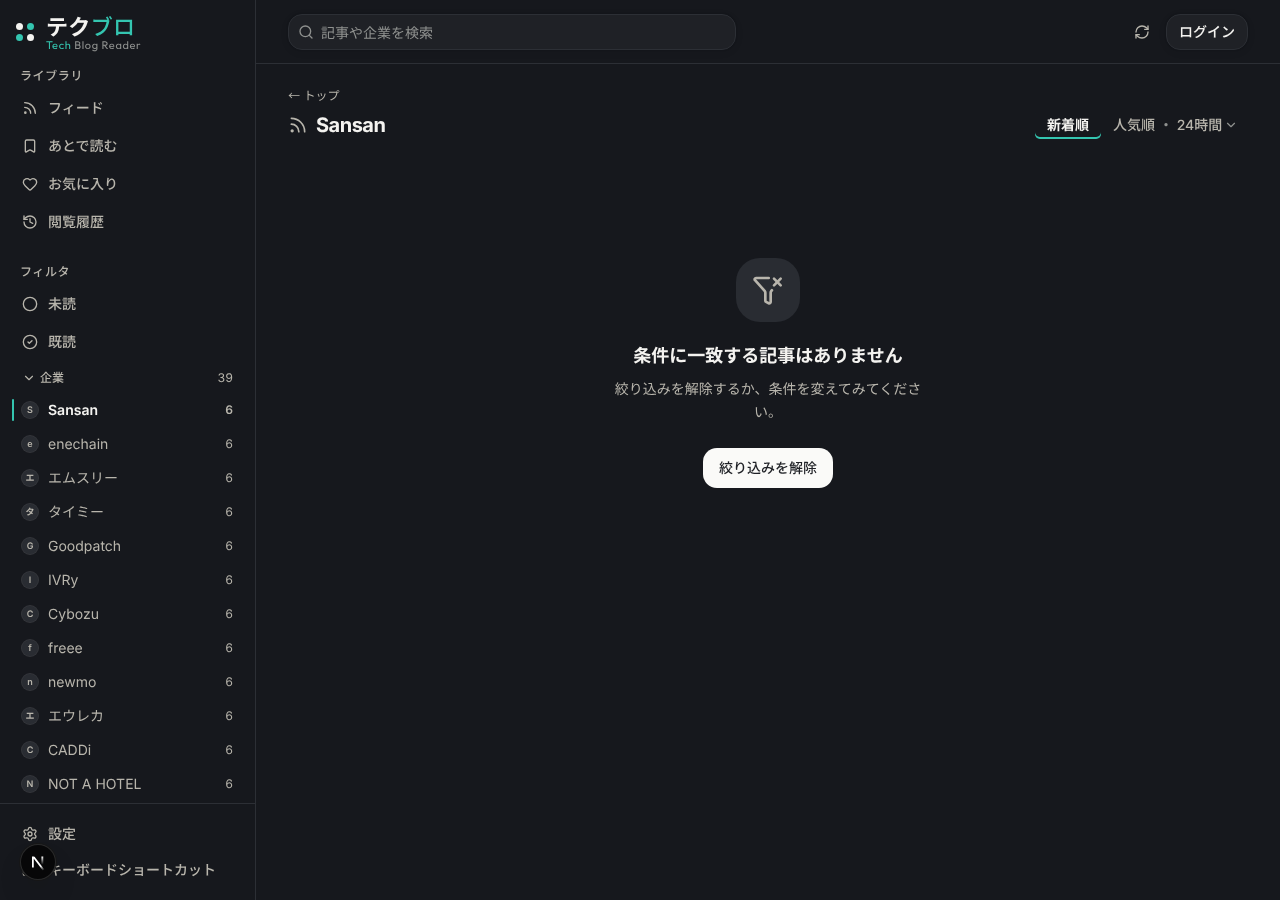 テクブロ
Tech Blog Reader
ライブラリ
フィード
あとで読む
お気に入り
閲覧履歴
フィルタ
未読
既読
企業 39
S Sansan 6
e enechain 6
エ エムスリー 6
タ タイミー 6
G Goodpatch 6
I IVRy 6
C Cybozu 6
f freee 6
n newmo 6
エ エウレカ 6
C CADDi 6
N NOT A HOTEL 6
設定
N キーボードショートカット
記事や企業を検索
ログイン
← トップ
Sansan
新着順 人気順 ・ 24時間
条件に一致する記事はありません
絞り込みを解除するか、条件を変えてみてくださ
い。
絞り込みを解除